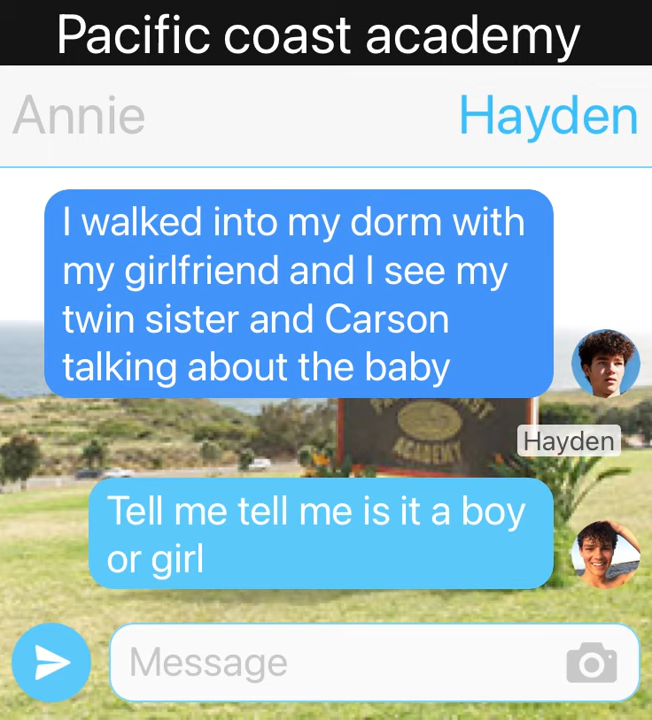 Pacific coast academy
Annie
Hayden
I walked into my dorm with
my girlfriend and I see my
twin sister and Carson
talking about the baby
ACADEMY
Hayden
Tell me tell me is it a boy
or girl
Message